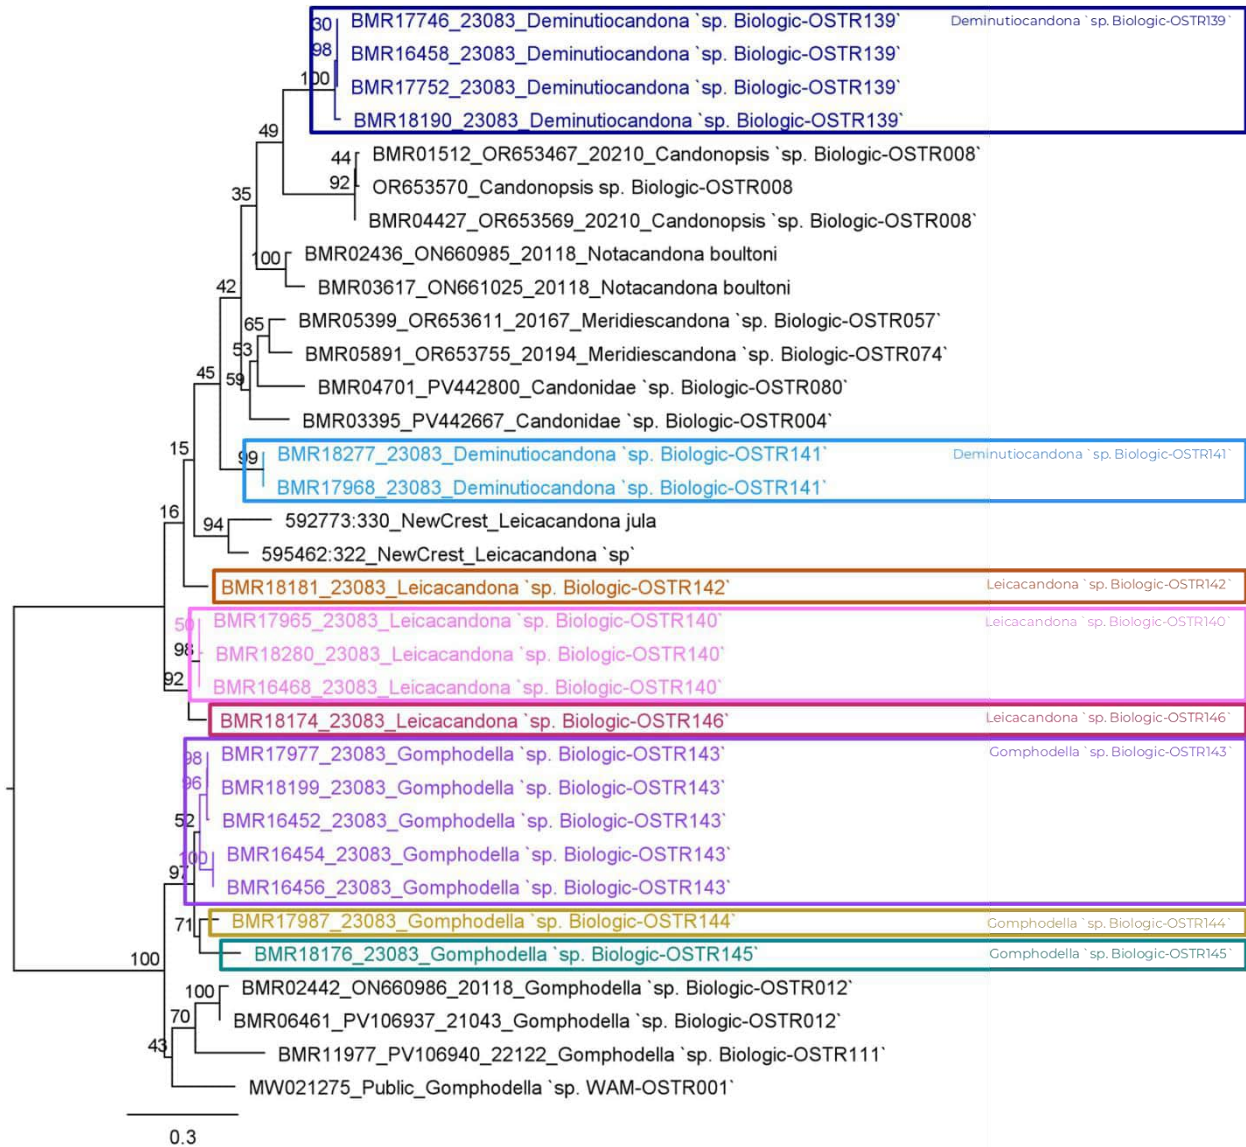 30
BMR17746_23083_Deminutiocandona `sp. Biologic-OSTR139`
Deminutiocandona `sp. Biologic-OSTR139`
98
BMR16458_23083_Deminutiocandona `sp. Biologic-OSTR139`
100
BMR17752_23083_Deminutiocandona `sp. Biologic-OSTR139`
BMR18190_23083_Deminutiocandona `sp. Biologic-OSTR139`
49
44
BMR01512_OR653467_20210_Candonopsis `sp. Biologic-OSTR008`
92
OR653570_Candonopsis sp. Biologic-OSTR008
35
BMR04427_OR653569_20210_Candonopsis `sp. Biologic-OSTR008`
100
BMR02436_ON660985_20118_Notacandona boultoni
42
BMR03617_ON661025_20118_Notacandona boultoni
65
BMR05399_OR653611_20167_Meridiescandona `sp. Biologic-OSTR057`
53
BMR05891_OR653755_20194_Meridiescandona `sp. Biologic-OSTR074`
45
59
BMR04701_PV442800_Candonidae `sp. Biologic-OSTR080`
BMR03395_PV442667_Candonidae `sp. Biologic-OSTR004`
15
99
BMR18277_23083_Deminutiocandona `sp. Biologic-OSTR141`
Deminutiocandona `sp. Biologic-OSTR141`
BMR17968_23083_Deminutiocandona `sp. Biologic-OSTR141`
16
94
592773:330_NewCrest_Leicacandona jula
595462:322_NewCrest_Leicacandona `sp`
BMR18181_23083_Leicacandona `sp. Biologic-OSTR142`
Leicacandona `sp. Biologic-OSTR142`
50
BMR17965_23083_Leicacandona `sp. Biologic-OSTR140`
Leicacandona `sp. Biologic-OSTR140`
98
BMR18280_23083_Leicacandona `sp. Biologic-OSTR140`
92
BMR16468_23083_Leicacandona `sp. Biologic-OSTR140`
BMR18174_23083_Leicacandona `sp. Biologic-OSTR146`
Leicacandona `sp. Biologic-OSTR146`
98
BMR17977_23083_Gomphodella `sp. Biologic-OSTR143`
Gomphodella `sp. Biologic-OSTR143`
96
BMR18199_23083_Gomphodella `sp. Biologic-OSTR143`
52
BMR16452_23083_Gomphodella `sp. Biologic-OSTR143`
100
BMR16454_23083_Gomphodella `sp. Biologic-OSTR143`
97
BMR16456_23083_Gomphodella `sp. Biologic-OSTR143`
71
BMR17987_23083_Gomphodella `sp. Biologic-OSTR144`
Gomphodella `sp. Biologic-OSTR144`
BMR18176_23083_Gomphodella `sp. Biologic-OSTR145`
Gomphodella `sp. Biologic-OSTR145`
100
100
BMR02442_ON660986_20118_Gomphodella `sp. Biologic-OSTR012`
70
BMR06461_PV106937_21043_Gomphodella `sp. Biologic-OSTR012`
43
BMR11977_PV106940_22122_Gomphodella `sp. Biologic-OSTR111`
MW021275_Public_Gomphodella `sp. WAM-OSTR001`
0.3